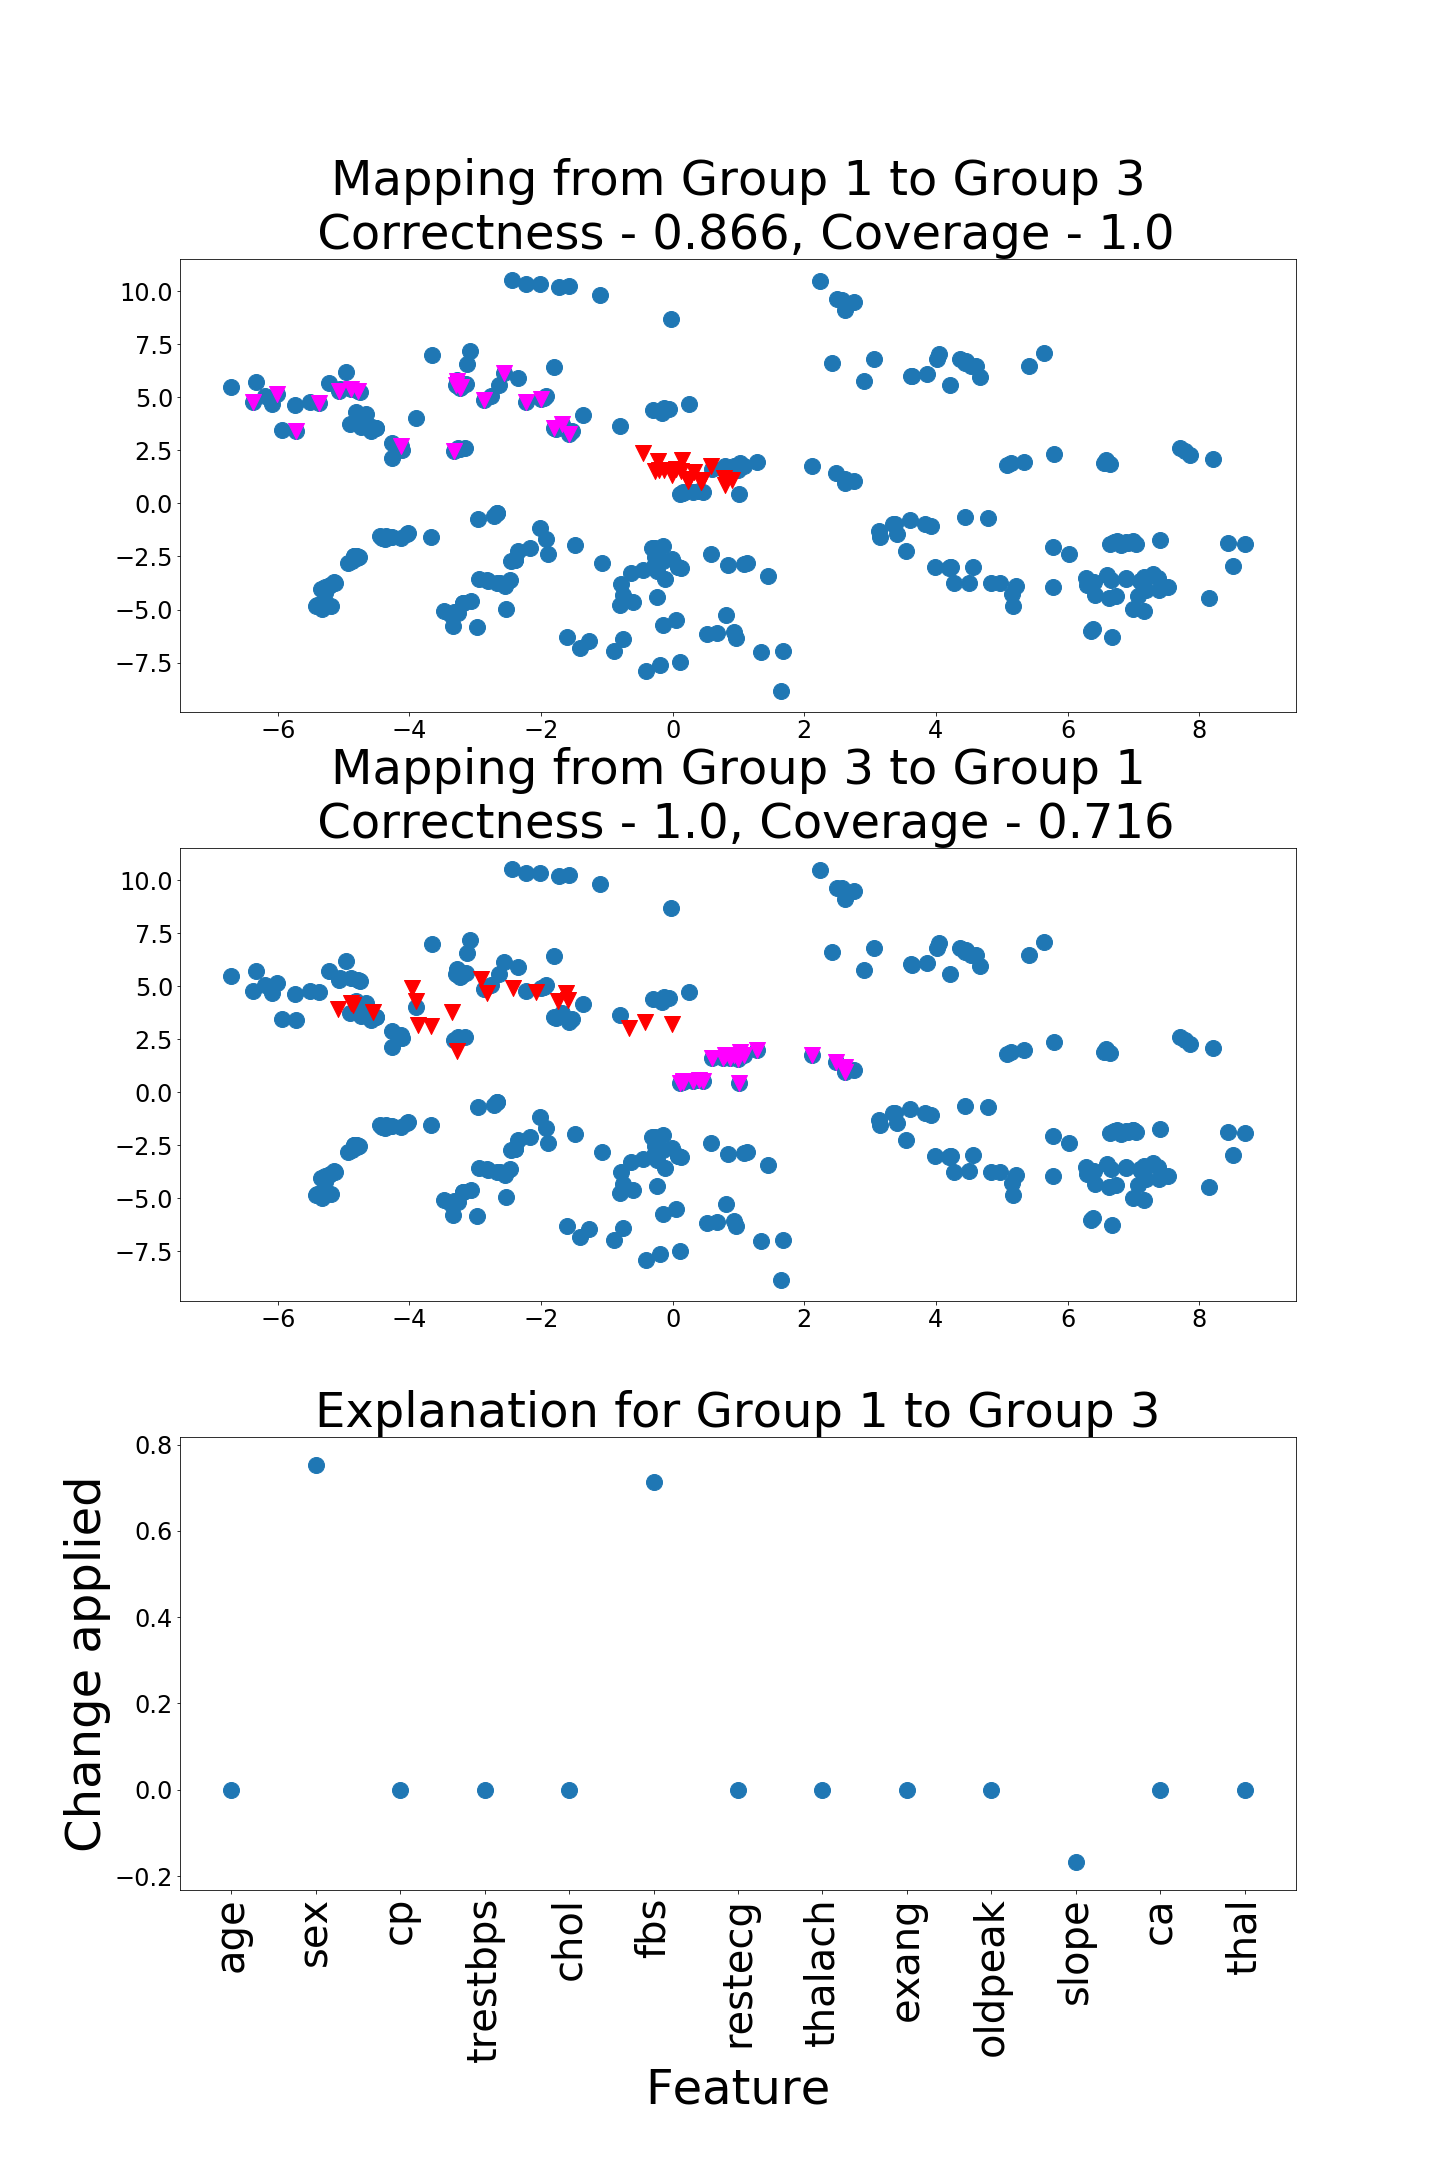 Mapping from Group 1 to Group 3
Correctness - 0.866, Coverage - 1.0
10.0
7.5
5.0
2.5
0.0
−2.5
−5.0
−7.5
−6 −4 −2 0 2 4 6 8
Mapping from Group 3 to Group 1
Correctness - 1.0, Coverage - 0.716
10.0
7.5
5.0
2.5
0.0
−2.5
−5.0
−7.5
−6 −4 −2 0 2 4 6 8
Explanation for Group 1 to Group 3
Change applied
0.8
0.6
0.4
0.2
0.0
−0.2
age sex cp trestbps chol fbs restecg thalach exang oldpeak slope ca thal
Feature